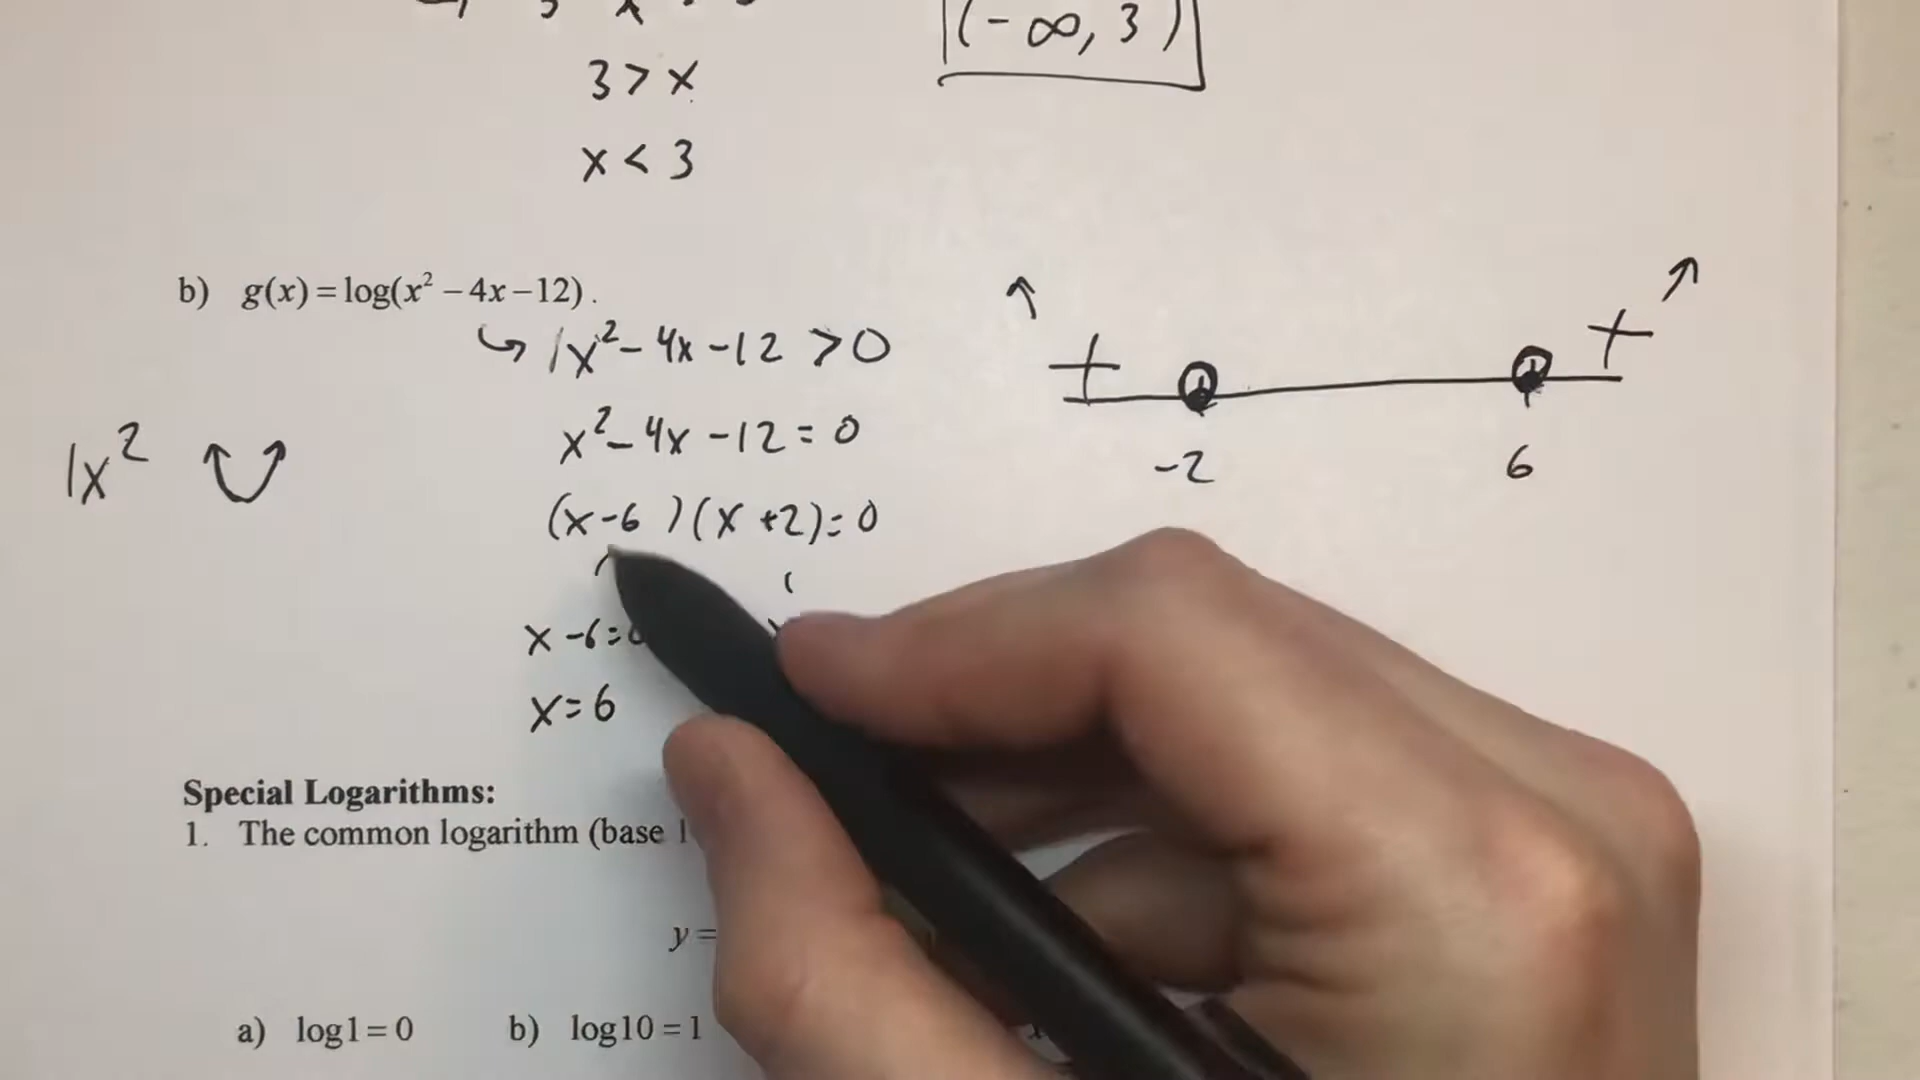 (-∞, 3)
3 > x
x < 3
b) g(x) = log(x² − 4x − 12).
↪ 1x² - 4x - 12 > 0
+ +
x² - 4x - 12 = 0
1x²
-2 6
(x - 6)(x + 2) = 0
x - 6 = 0
x = 6
Special Logarithms:
1. The common logarithm (base 1
y =
a) log1 = 0 b) log10 = 1